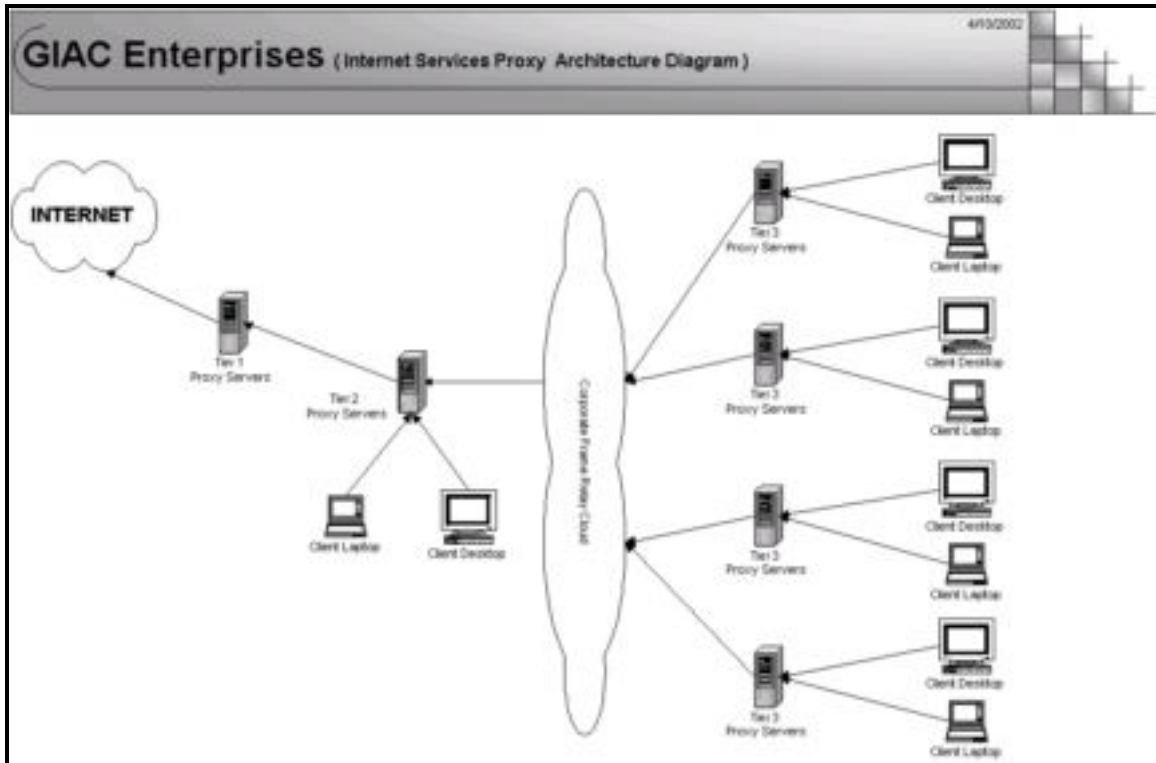 4/10/2002
GIAC Enterprises ( Internet Services Proxy Architecture Diagram )
INTERNET
Tier 1
Proxy Servers
Tier 2
Proxy Servers
Client Laptop
Client Desktop
Corporate Frame Relay Cloud
Tier 3
Proxy Servers
Client Desktop
Client Laptop
Tier 3
Proxy Servers
Client Desktop
Client Laptop
Tier 3
Proxy Servers
Client Desktop
Client Laptop
Tier 3
Proxy Servers
Client Desktop
Client Laptop